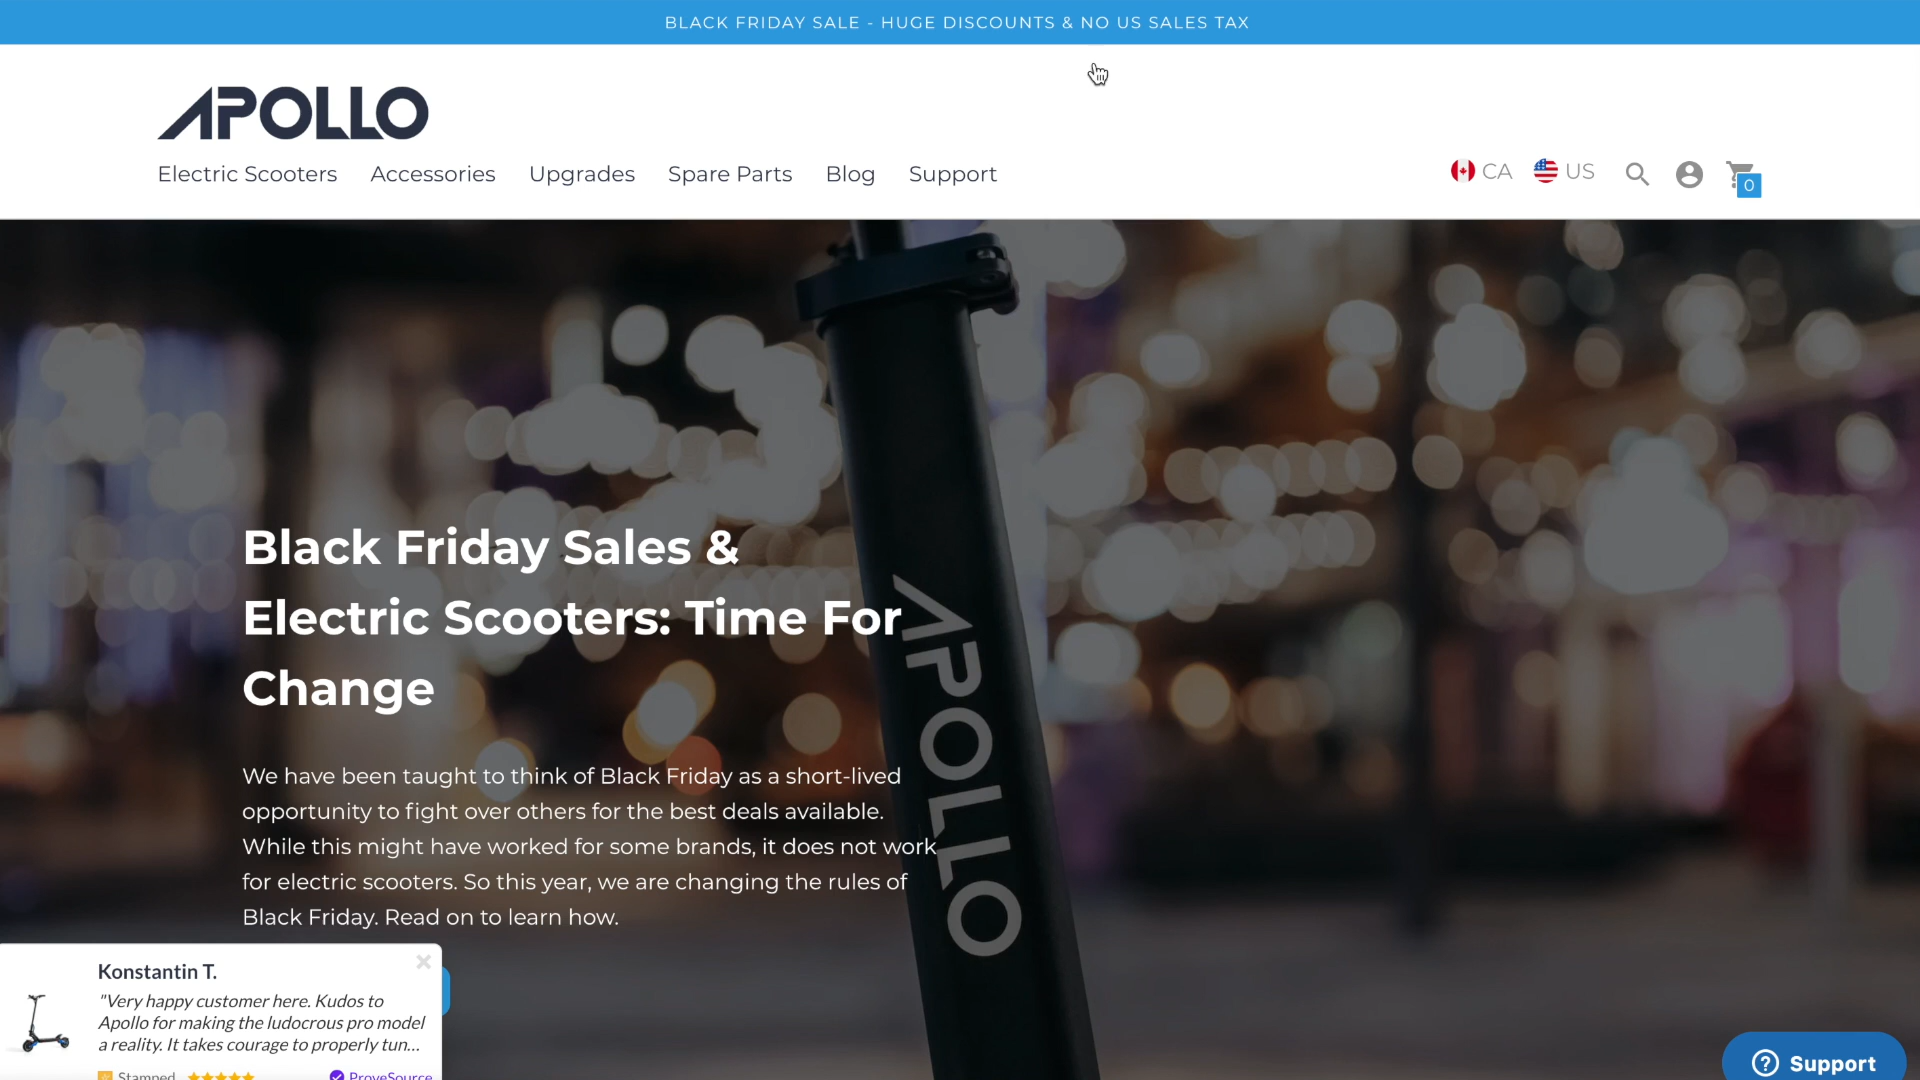 BLACK FRIDAY SALE - HUGE DISCOUNTS & NO US SALES TAX
APOLLO
Electric Scooters Accessories Upgrades Spare Parts Blog Support
CA US
0
Black Friday Sales &
Electric Scooters: Time For
Change
APOLLO
We have been taught to think of Black Friday as a short-lived
opportunity to fight over others for the best deals available.
While this might have worked for some brands, it does not work
for electric scooters. So this year, we are changing the rules of
Black Friday. Read on to learn how.
Konstantin T.
"Very happy customer here. Kudos to
Apollo for making the ludocrous pro model
a reality. It takes courage to properly tun...
Stamped ProveSource
Support